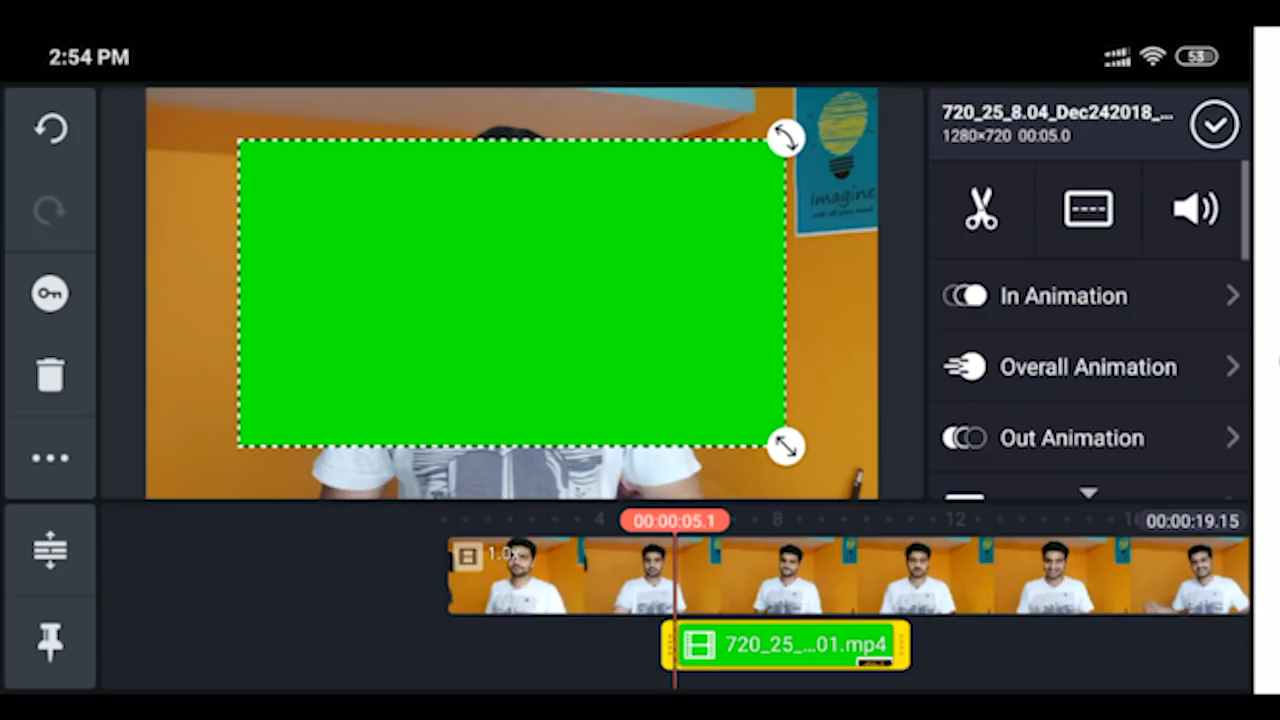 2:54 PM
53
720_25_8.04_Dec242018_...
1280×720 00:05.0
Imagine
In Animation
Overall Animation
Out Animation
4
00:00:05.1
8
12
00:00:19.15
1.0x
720_25_...01.mp4